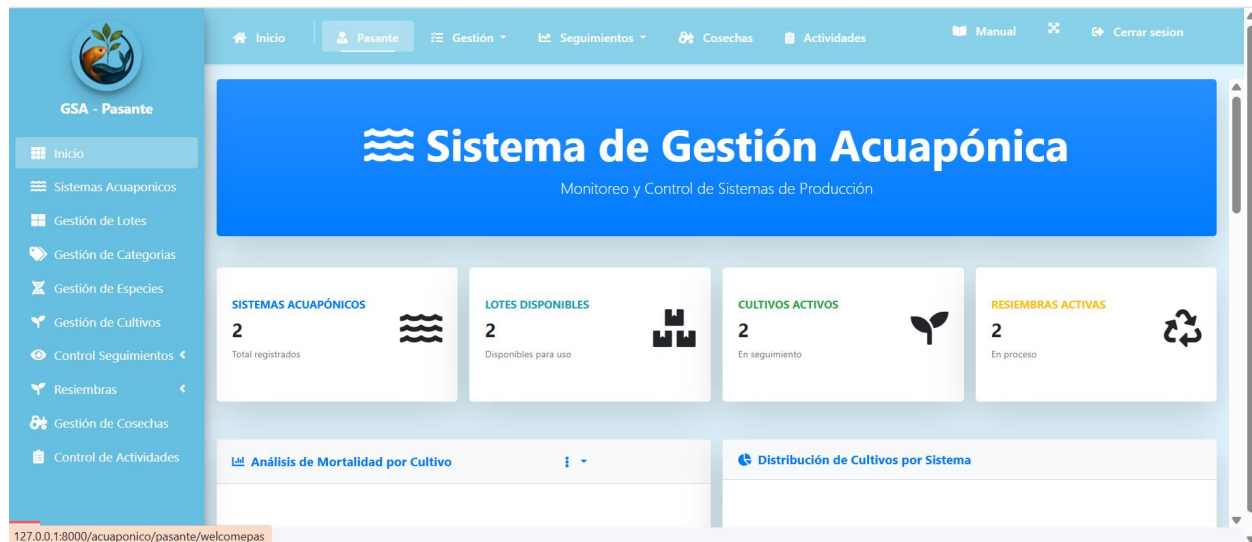 GSA - Pasante
Inicio
Sistemas Acuaponicos
Gestión de Lotes
Gestión de Categorias
Gestión de Especies
Gestión de Cultivos
Control Seguimientos
Resiembras
Gestión de Cosechas
Control de Actividades
Inicio Pasante Gestión Seguimientos Cosechas Actividades Manual Cerrar sesion
Sistema de Gestión Acuapónica
Monitoreo y Control de Sistemas de Producción
SISTEMAS ACUAPÓNICOS
2
Total registrados
LOTES DISPONIBLES
2
Disponibles para uso
CULTIVOS ACTIVOS
2
En seguimiento
RESIEMBRAS ACTIVAS
2
En proceso
Análisis de Mortalidad por Cultivo
Distribución de Cultivos por Sistema
127.0.0.1:8000/acuaponico/pasante/welcomepas